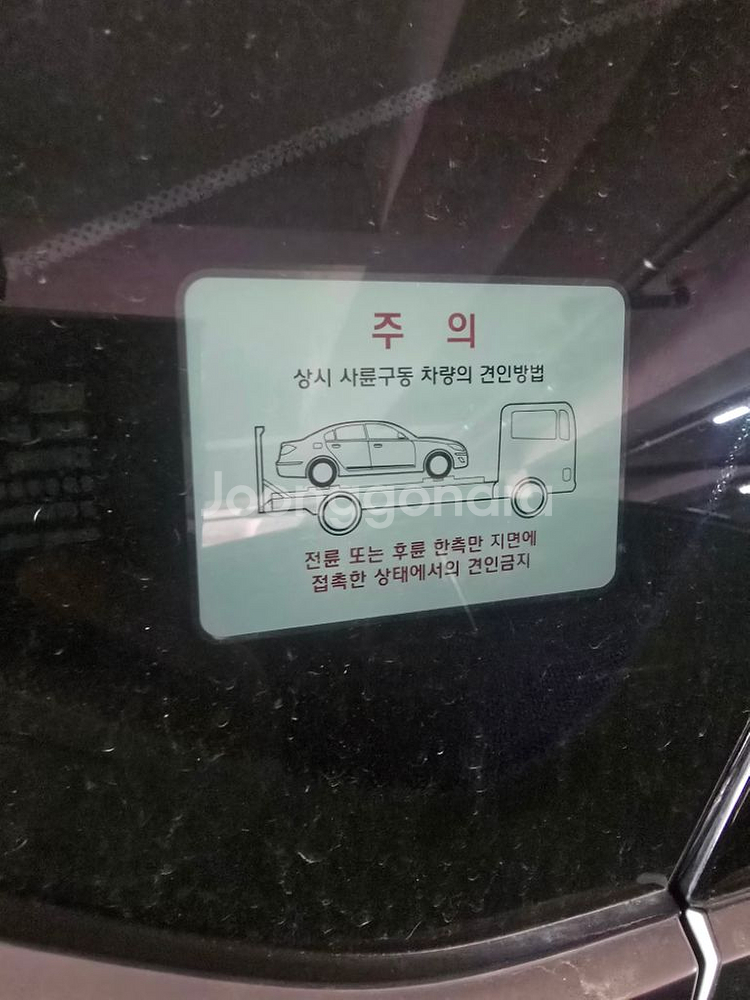 주 의
상시 사륜구동 차량의 견인방법
Joonggonara
전륜 또는 후륜 한측만 지면에
접촉한 상태에서의 견인금지